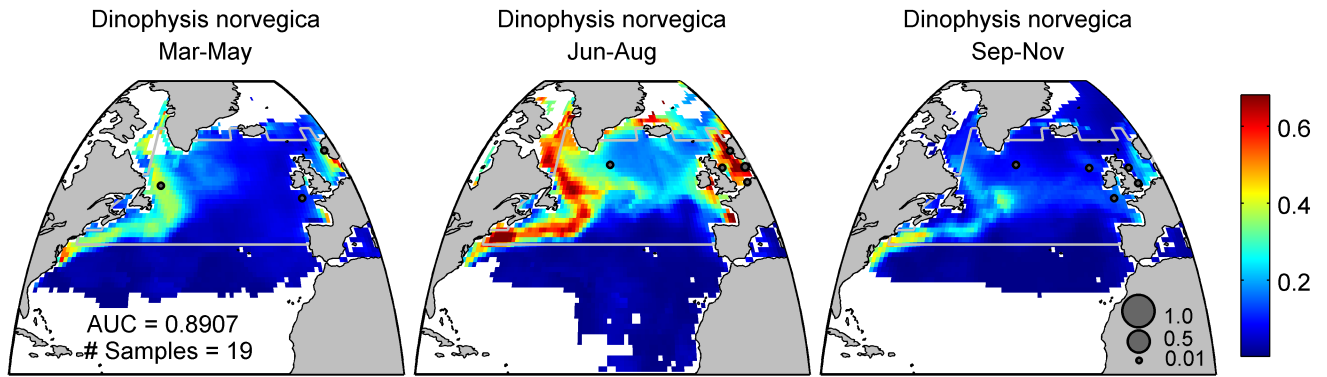 Dinophysis norvegica
Mar-May
Dinophysis norvegica
Jun-Aug
Dinophysis norvegica
Sep-Nov
AUC = 0.8907
# Samples = 19
1.0
0.5
0.01
0.6
0.4
0.2